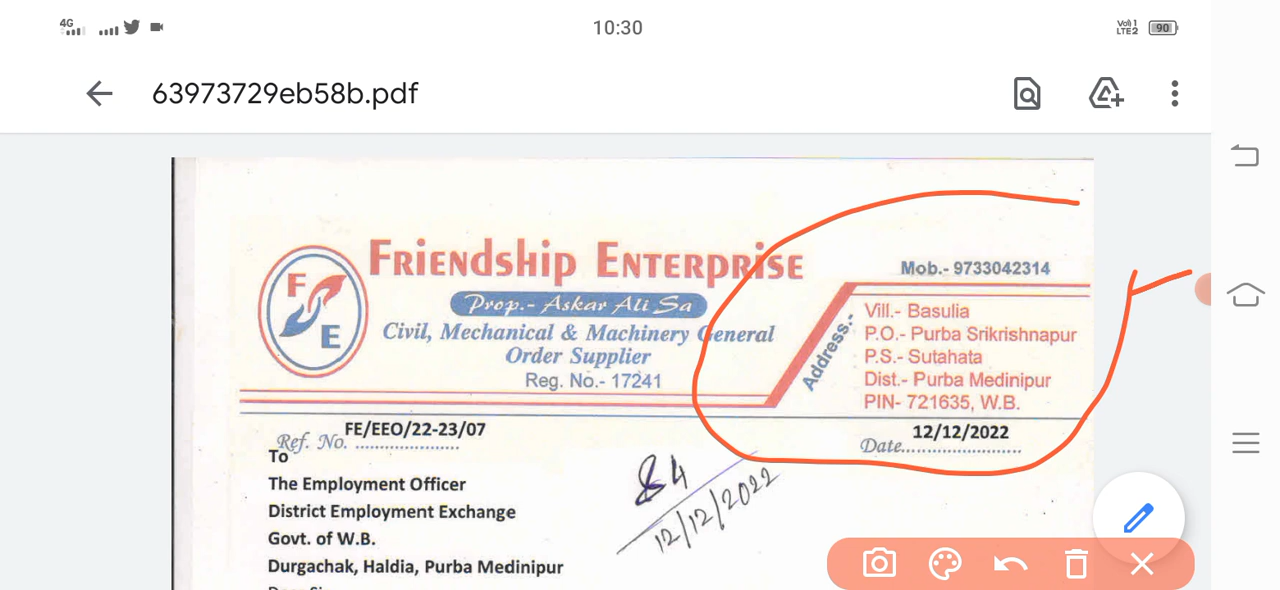 4G
10:30
Vol) 1
LTE2
90
63973729eb58b.pdf
F
E
FRIENDSHIP ENTERPRISE
Prop.- Askar Ali Sa
Civil, Mechanical & Machinery General
Order Supplier
Reg. No.- 17241
Mob.- 9733042314
Address.-
Vill.- Basulia
P.O.- Purba Srikrishnapur
P.S.- Sutahata
Dist.- Purba Medinipur
PIN- 721635, W.B.
Ref. No. FE/EEO/22-23/07
Date 12/12/2022
To
The Employment Officer
District Employment Exchange
Govt. of W.B.
Durgachak, Haldia, Purba Medinipur
84
12/12/2022